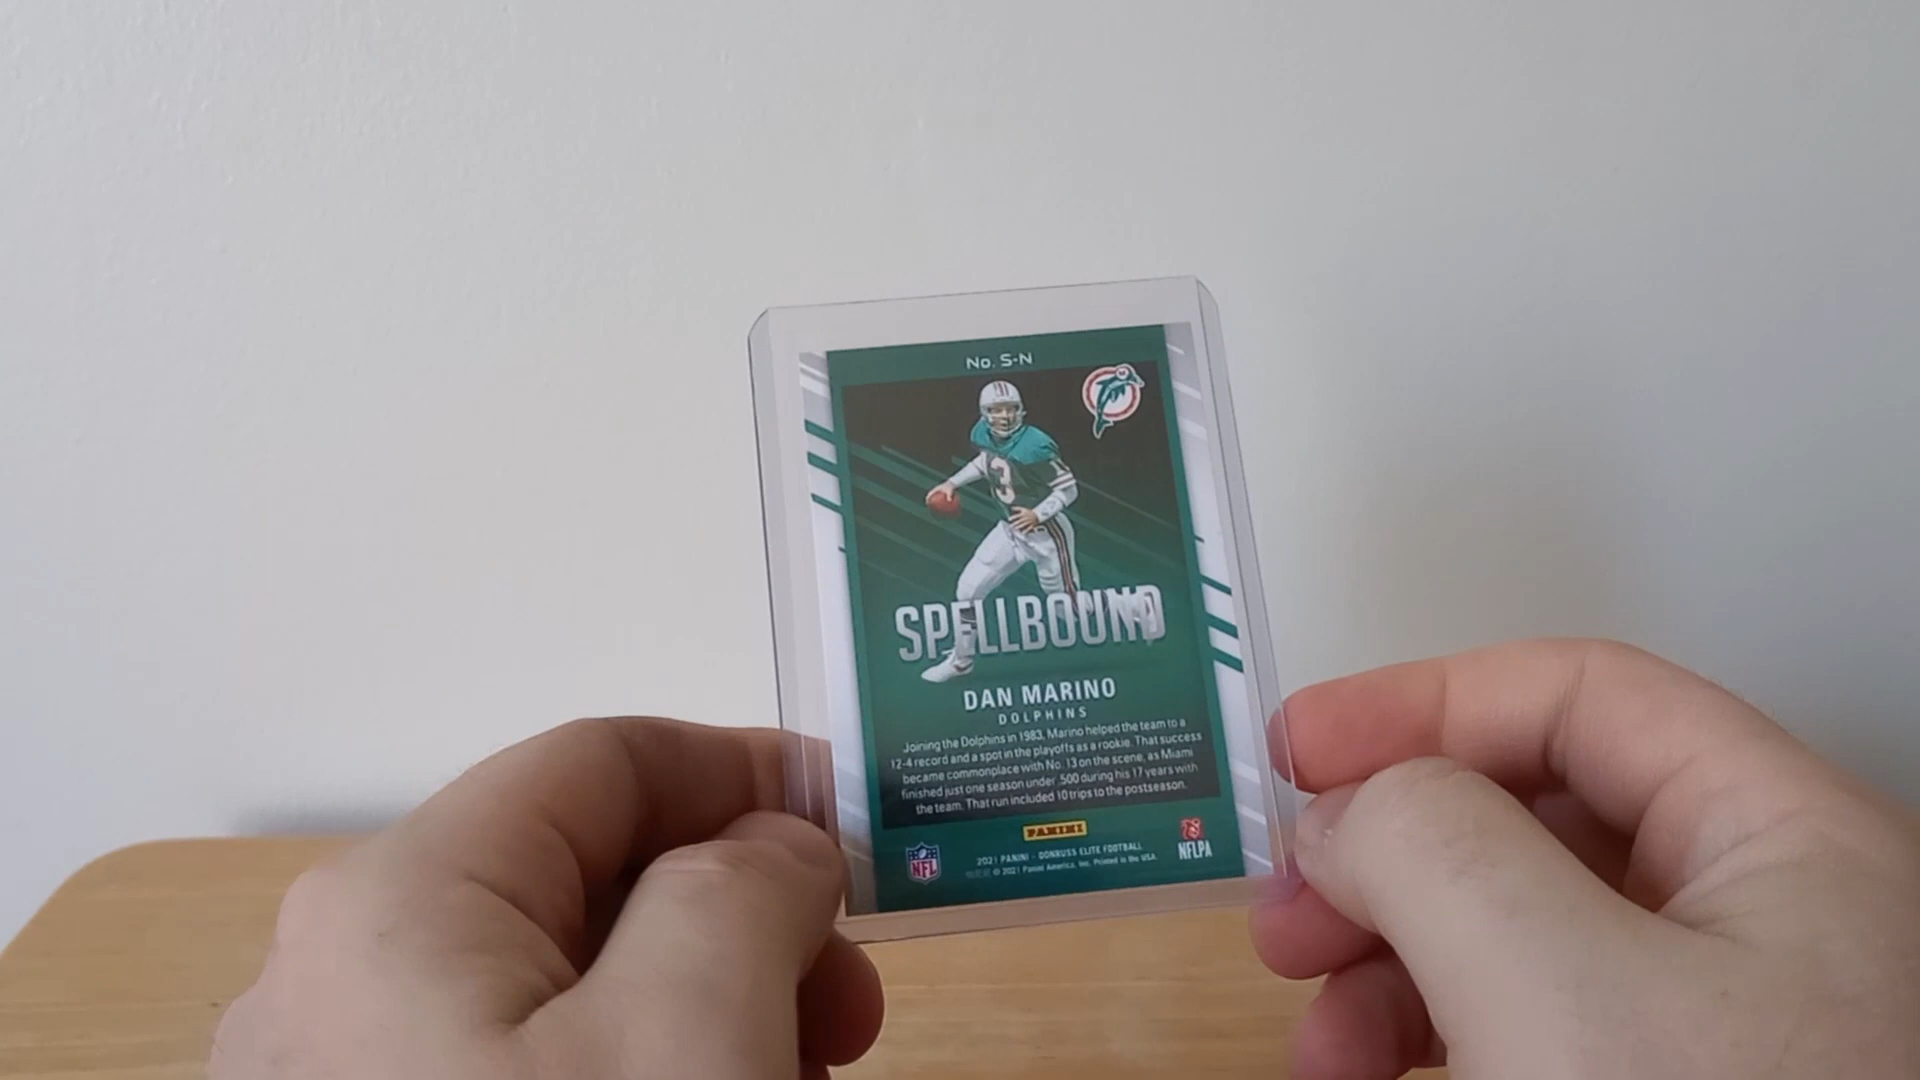 No. S-N
13
SPELLBOUND
DAN MARINO
DOLPHINS
Joining the Dolphins in 1983, Marino helped the team to a
12-4 record and a spot in the playoffs as a rookie. That success
became commonplace with No. 13 on the scene, as Miami
finished just one season under .500 during his 17 years with
the team. That run included 10 trips to the postseason.
PANINI
2021 PANINI - DONRUSS ELITE FOOTBALL
© 2021 Panini America, Inc. Printed in the USA.
NFL
NFLPA